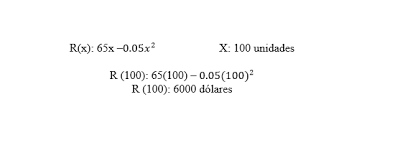 R(x): 65x –0.05x² X: 100 unidades
R (100): 65(100) – 0.05(100)²
R (100): 6000 dólares